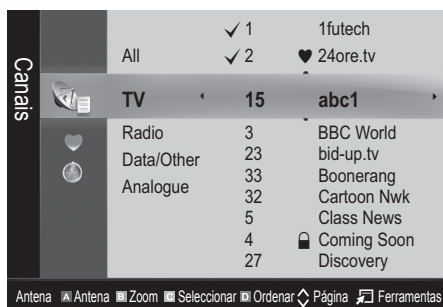 Canais
✓ 1 1futech
All ✓ 2 ♥ 24ore.tv
TV 15 abc1
Radio 3 BBC World
Data/Other 23 bid-up.tv
Analogue 33 Boonerang
32 Cartoon Nwk
5 Class News
4 Coming Soon
27 Discovery
Antena A Antena B Zoom C Seleccionar D Ordenar Página Ferramentas